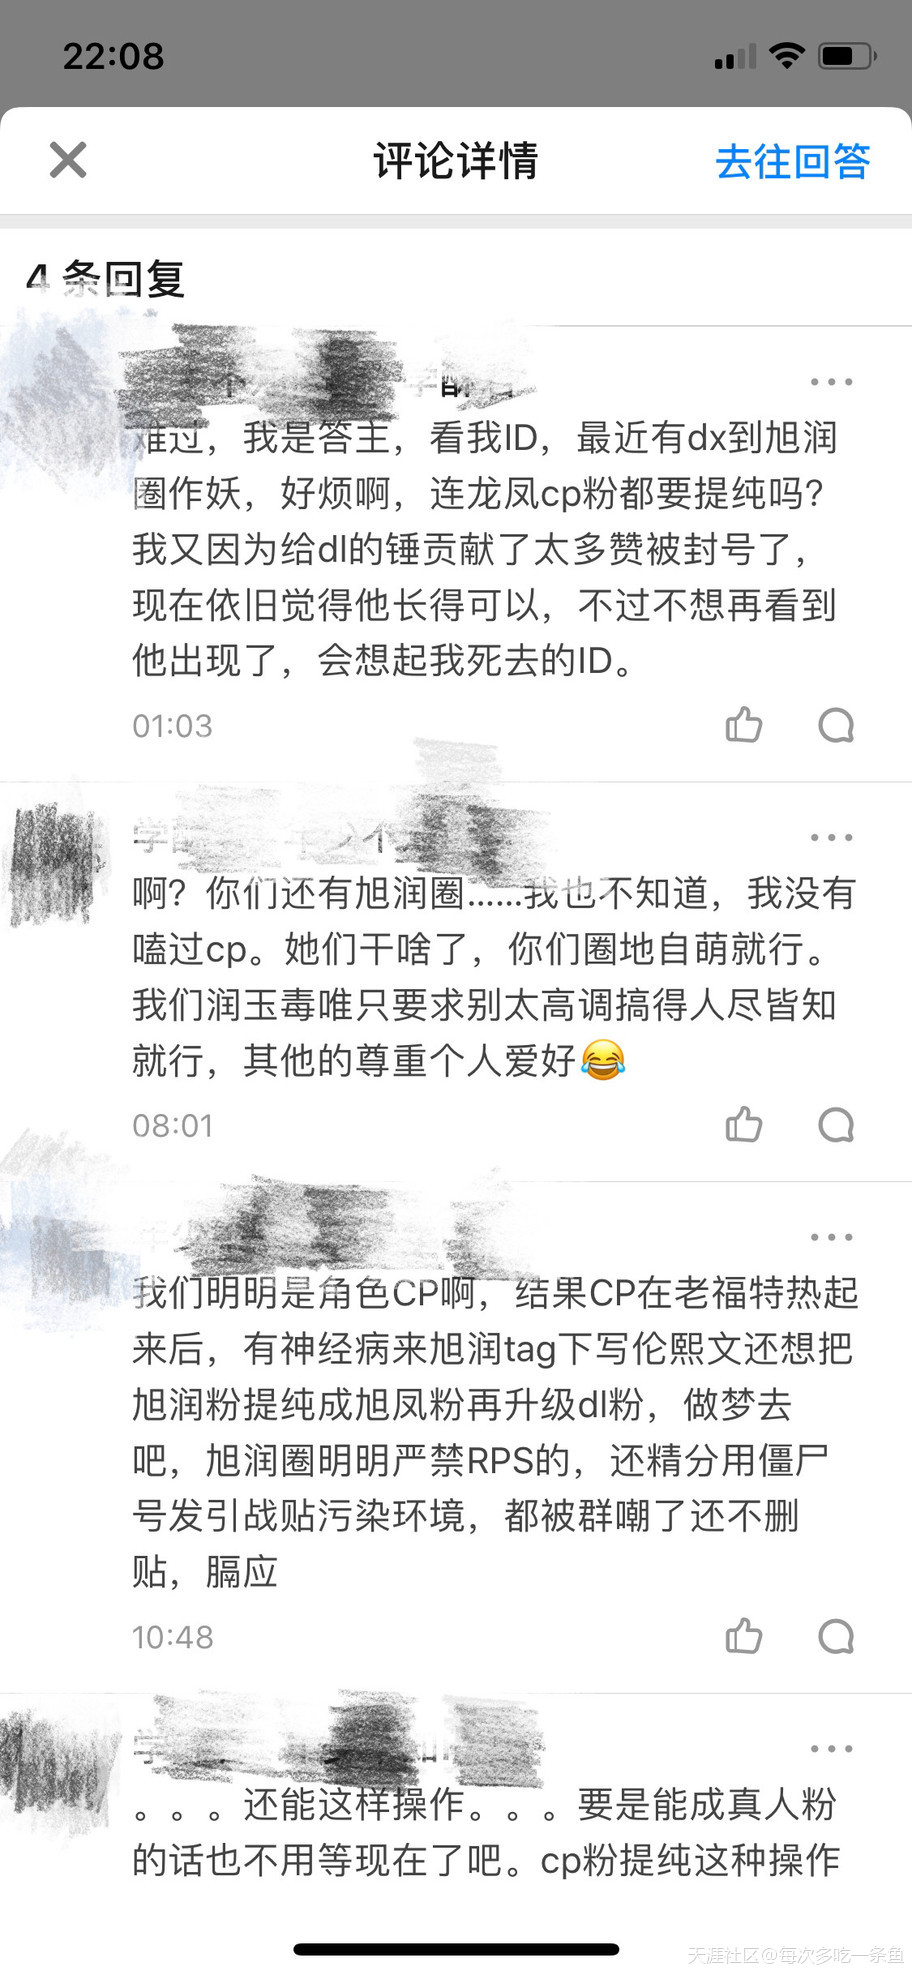 22:08
评论详情
去往回答
4 条回复
难过，我是答主，看我ID，最近有dx到旭润
圈作妖，好烦啊，连龙凤cp粉都要提纯吗？
我又因为给dl的锤贡献了太多赞被封号了，
现在依旧觉得他长得可以，不过不想再看到
他出现了，会想起我死去的ID。
01:03
学
个
啊？你们还有旭润圈……我也不知道，我没有
嗑过cp。她们干啥了，你们圈地自萌就行。
我们润玉毒唯只要求别太高调搞得人尽皆知
就行，其他的尊重个人爱好😂
08:01
我们明明是角色CP啊，结果CP在老福特热起
来后，有神经病来旭润tag下写伦熙文还想把
旭润粉提纯成旭凤粉再升级dl粉，做梦去
吧，旭润圈明明严禁RPS的，还精分用僵尸
号发引战贴污染环境，都被群嘲了还不删
贴，膈应
10:48
学
。。。还能这样操作。。。要是能成真人粉
的话也不用等现在了吧。cp粉提纯这种操作
天涯社区@每次多吃一条鱼